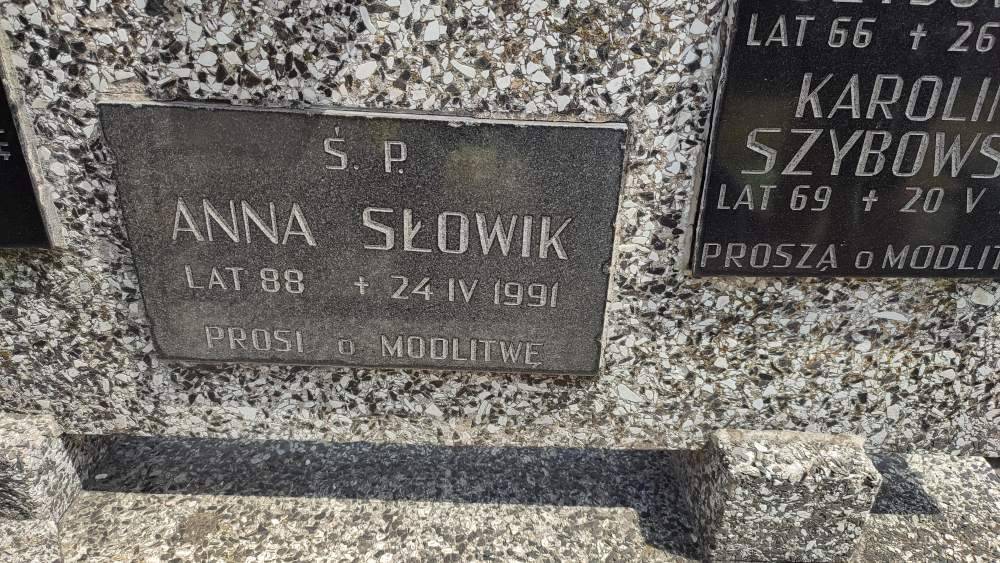 Ś. P.
ANNA SŁOWIK
LAT 88 + 24 IV 1991
PROSI o MODLITWĘ
LAT 66 + 26
KAROLI
SZYBOWS
LAT 69 + 20 V
PROSZĄ o MODLIT